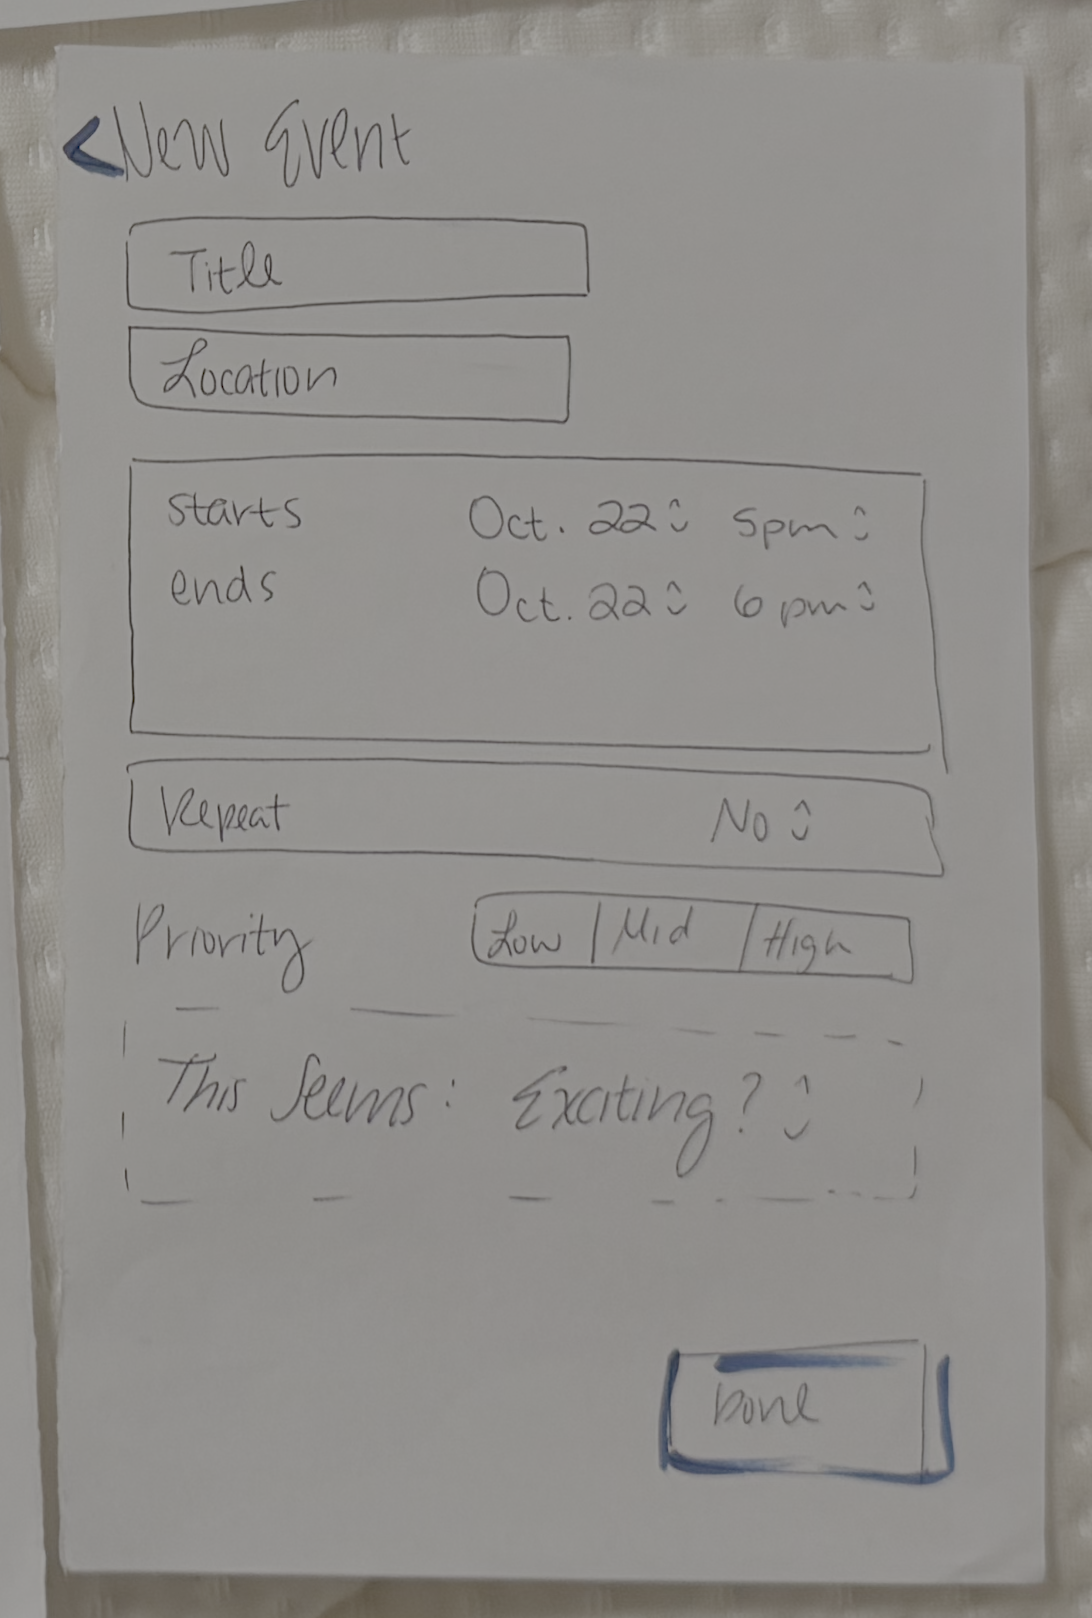 < New Event
Title
Location
starts Oct. 22 5pm
ends Oct. 22 6pm
Repeat No
Priority Low | Mid | High
This Seems: Exciting?
Done